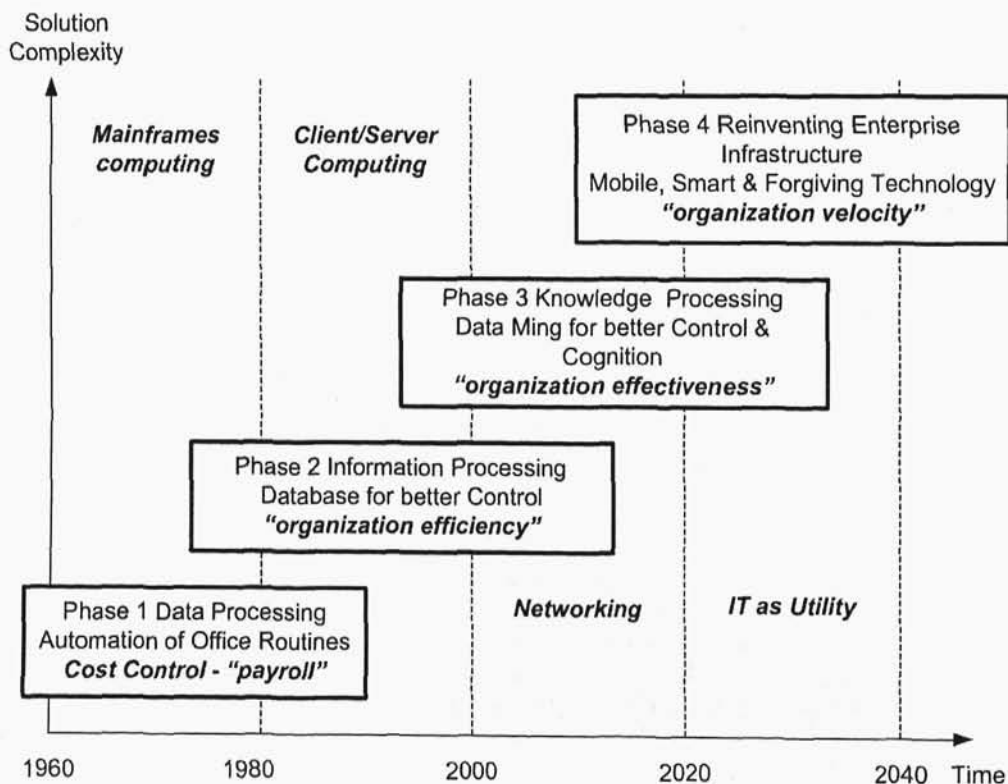 Solution
Complexity
Mainframes
computing
Client/Server
Computing
Phase 4 Reinventing Enterprise
Infrastructure
Mobile, Smart & Forgiving Technology
“organization velocity”
Phase 3 Knowledge Processing
Data Ming for better Control &
Cognition
“organization effectiveness”
Phase 2 Information Processing
Database for better Control
“organization efficiency”
Networking
IT as Utility
Phase 1 Data Processing
Automation of Office Routines
Cost Control - “payroll”
1960 1980 2000 2020 2040 Time